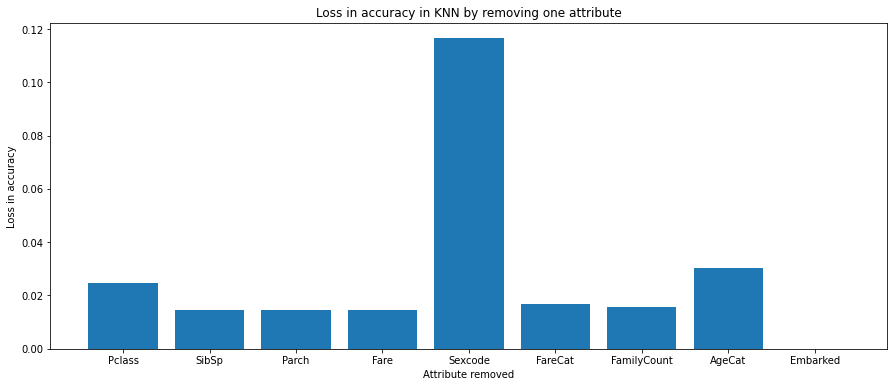 Loss in accuracy in KNN by removing one attribute
Loss in accuracy
0.12
0.10
0.08
0.06
0.04
0.02
0.00
Pclass SibSp Parch Fare Sexcode FareCat FamilyCount AgeCat Embarked
Attribute removed